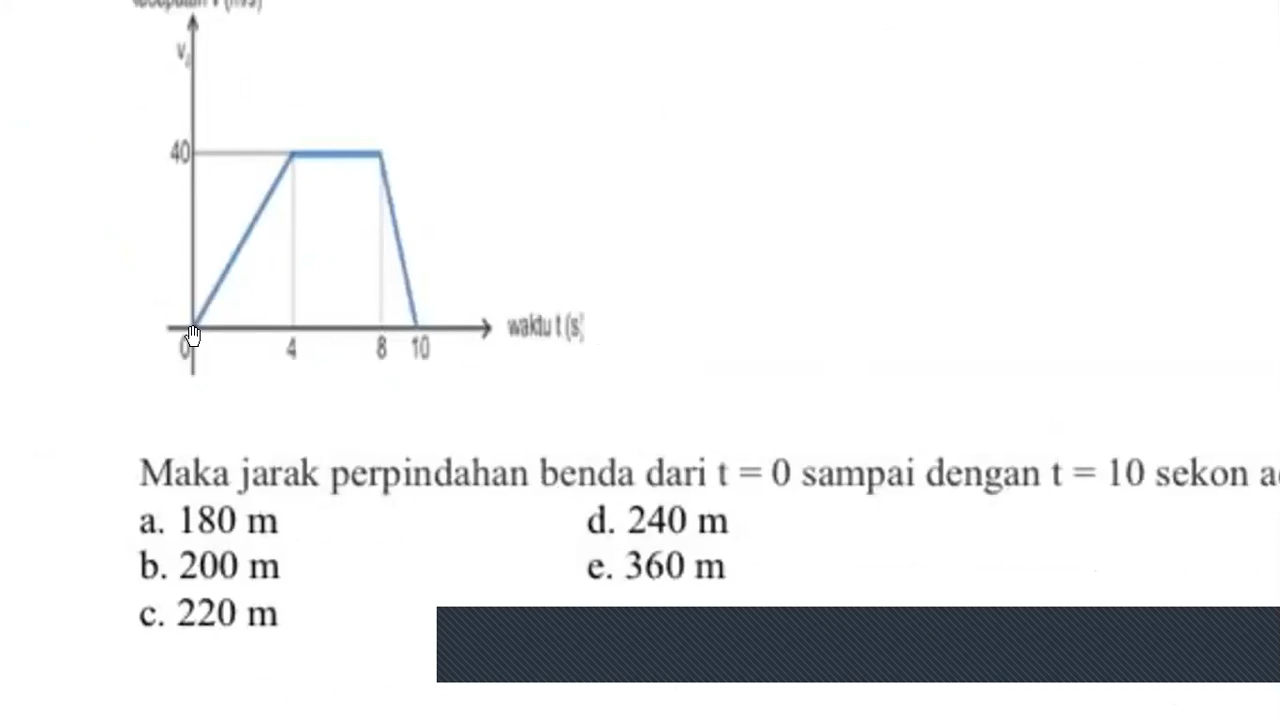 v
40
waktu t (s)
0 4 8 10
Maka jarak perpindahan benda dari t = 0 sampai dengan t = 10 sekon
a. 180 m d. 240 m
b. 200 m e. 360 m
c. 220 m